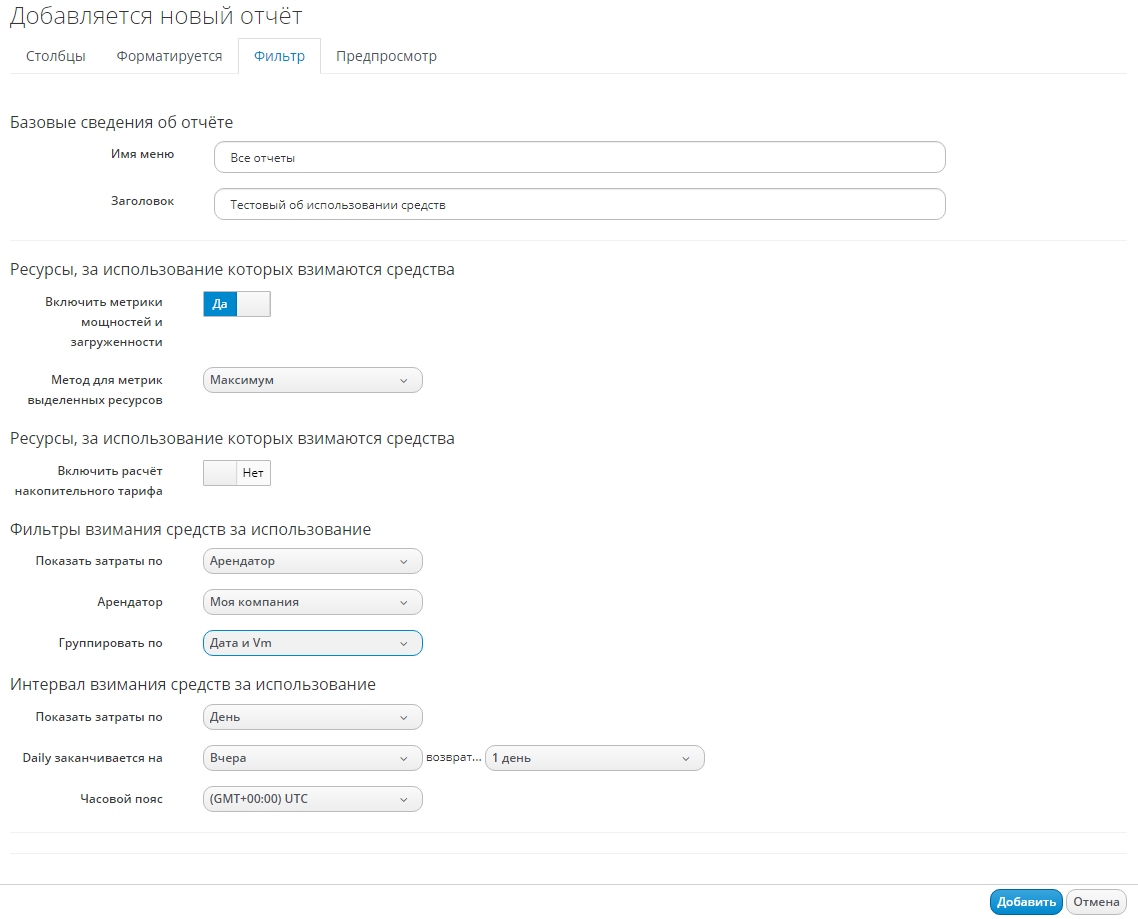 Добавляется новый отчёт
Столбцы Форматируется Фильтр Предпросмотр
Базовые сведения об отчёте
Имя меню Все отчеты
Заголовок Тестовый об использовании средств
Ресурсы, за использование которых взимаются средства
Включить метрики
мощностей и
загруженности
Да
Метод для метрик
выделенных ресурсов
Максимум
Ресурсы, за использование которых взимаются средства
Включить расчёт
накопительного тарифа
Нет
Фильтры взимания средств за использование
Показать затраты по Арендатор
Арендатор Моя компания
Группировать по Дата и Vm
Интервал взимания средств за использование
Показать затраты по День
Daily заканчивается на Вчера возврат... 1 день
Часовой пояс (GMT+00:00) UTC
Добавить Отмена